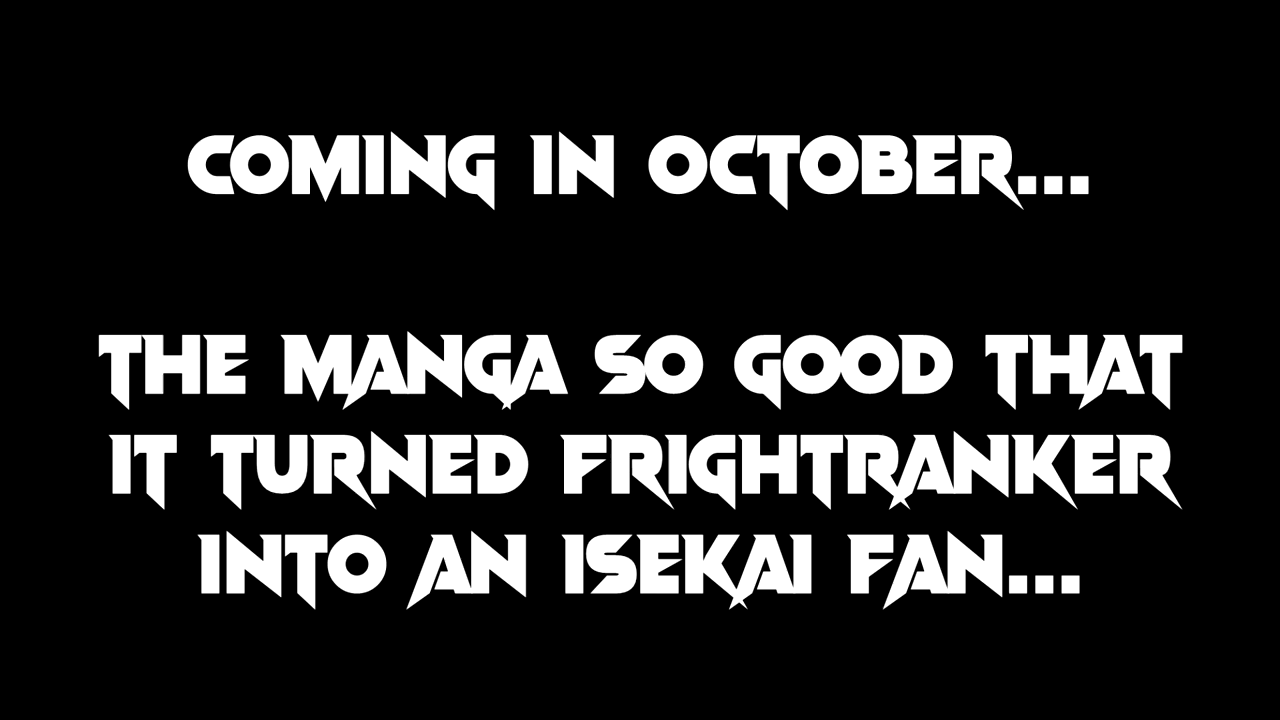 COMING IN OCTOBER...
THE MANGA SO GOOD THAT
IT TURNED FRIGHTRANKER
INTO AN ISEKAI FAN...